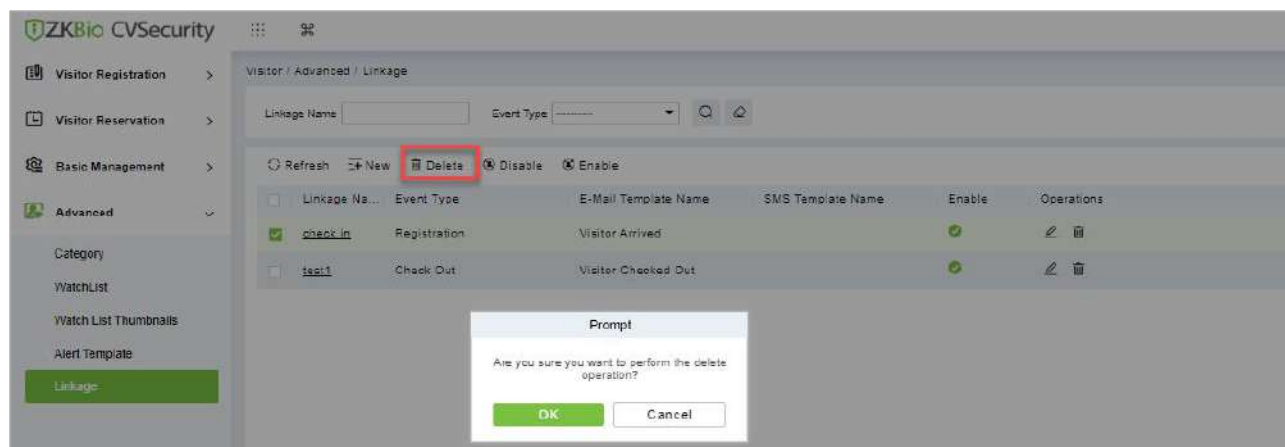 ZKBio CVSecurity
Visitor Registration
Visitor / Advanced / Linkage
Visitor Reservation
Linkage Name Event Type ---------
Basic Management
Refresh New Delete Disable Enable
Advanced
Linkage Na... Event Type E-Mail Template Name SMS Template Name Enable Operations
check in Registration Visitor Arrived
Category
test1 Check Out Visitor Checked Out
WatchList
Watch List Thumbnails
Prompt
Alert Template
Are you sure you want to perform the delete
operation?
Linkage
OK Cancel